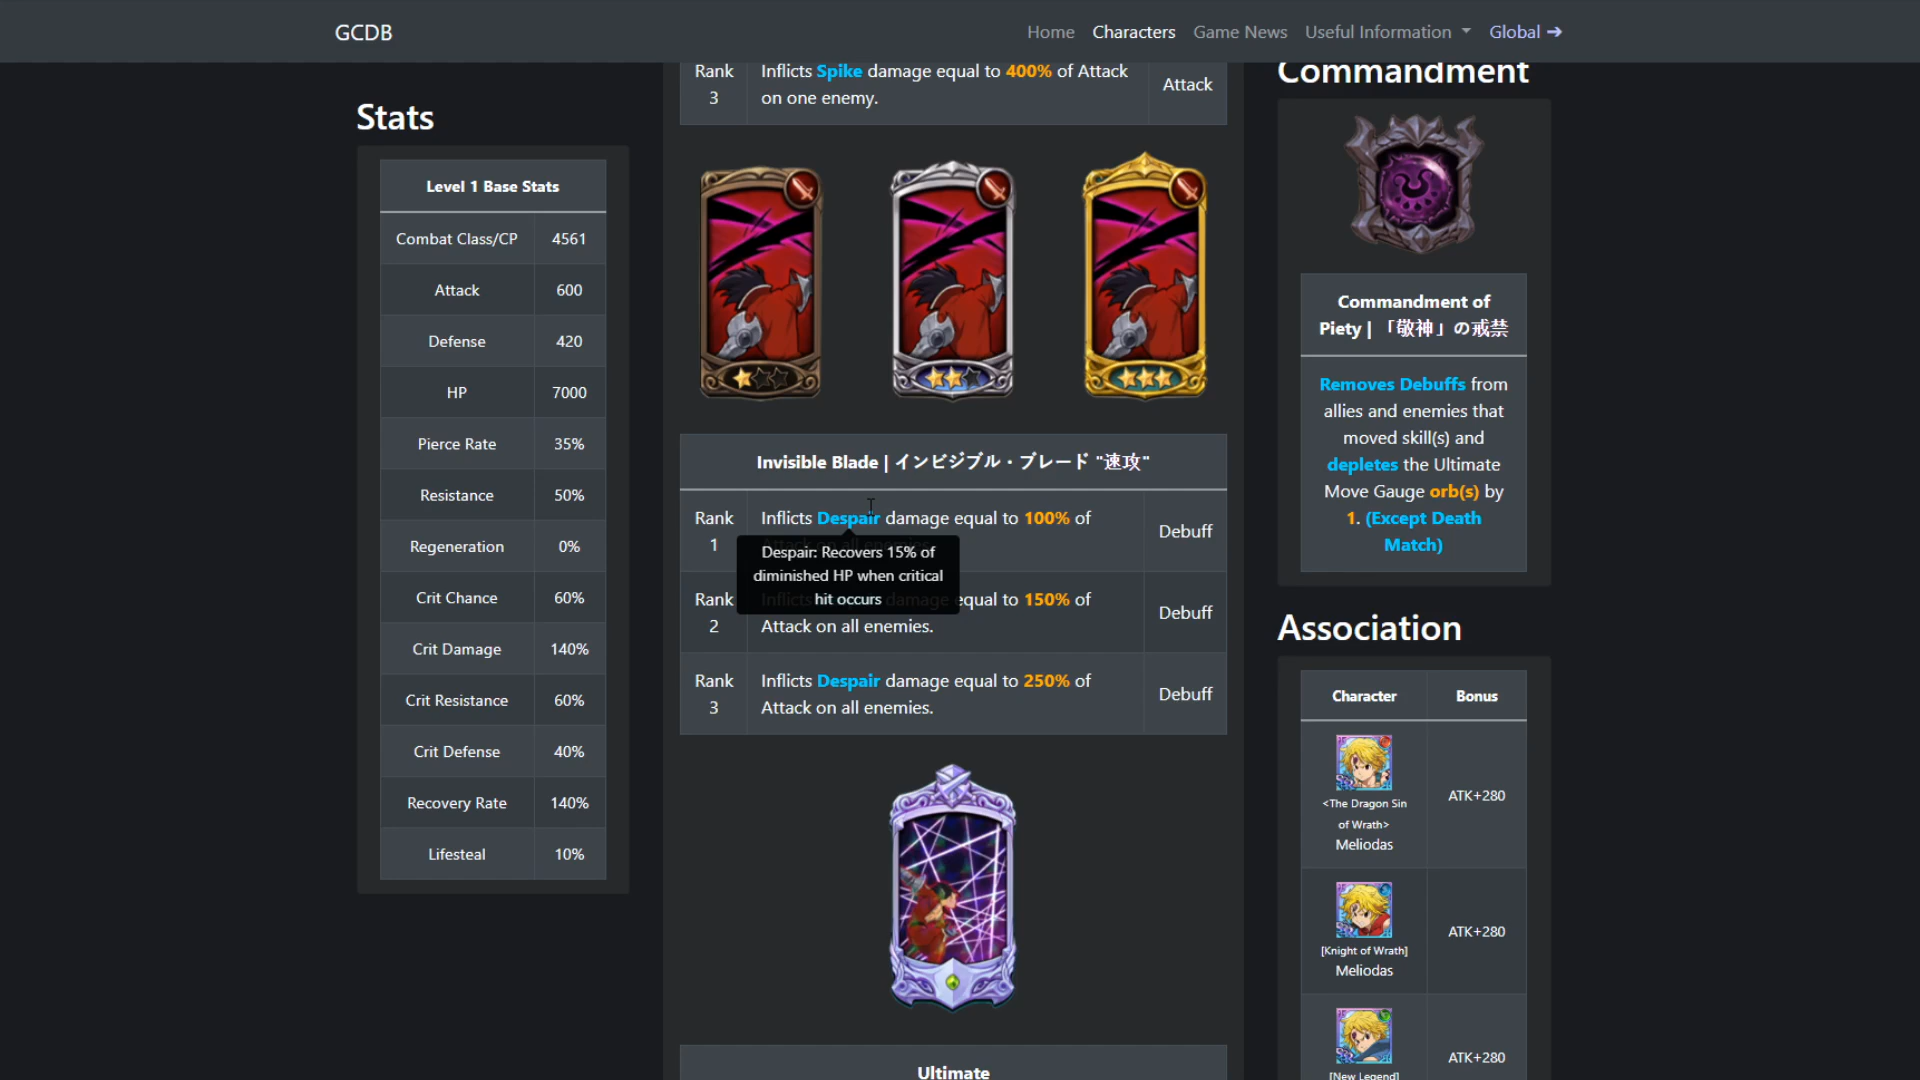 GCDB
Home
Characters
Game News
Useful Information
Global ➔
Stats
Level 1 Base Stats
Combat Class/CP 4561
Attack 600
Defense 420
HP 7000
Pierce Rate 35%
Resistance 50%
Regeneration 0%
Crit Chance 60%
Crit Damage 140%
Crit Resistance 60%
Crit Defense 40%
Recovery Rate 140%
Lifesteal 10%
Rank 3
Inflicts Spike damage equal to 400% of Attack
on one enemy.
Attack
Invisible Blade | インビジブル・ブレード "速攻"
Rank
1
Inflicts Despair damage equal to 100% of
Debuff
Despair: Recovers 15% of
diminished HP when critical
hit occurs
Rank
2
Inflicts damage equal to 150% of
Attack on all enemies.
Debuff
Rank
3
Inflicts Despair damage equal to 250% of
Attack on all enemies.
Debuff
Ultimate
Commandment
Commandment of
Piety | 「敬神」の戒禁
Removes Debuffs from
allies and enemies that
moved skill(s) and
depletes the Ultimate
Move Gauge orb(s) by
1. (Except Death
Match)
Association
Character Bonus
<The Dragon Sin
of Wrath>
Meliodas
ATK+280
[Knight of Wrath]
Meliodas
ATK+280
[New Legend]
ATK+280